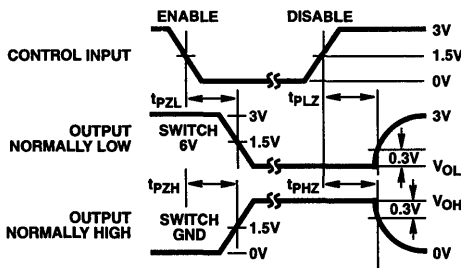 ENABLE DISABLE
3V
CONTROL INPUT 1.5V
0V
tPZL tPLZ
3V 3V
OUTPUT NORMALLY LOW
SWITCH 6V
1.5V
0.3V
VOL
tPZH tPHZ
VOH
0.3V
OUTPUT NORMALLY HIGH
SWITCH GND
1.5V
0V 0V